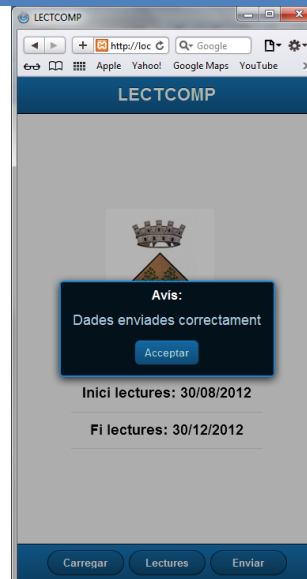 LECTCOMP
http://loc
Google
Apple Yahoo! Google Maps YouTube
LECTCOMP
Avís:
Dades enviades correctament
Acceptar
Inici lectures: 30/08/2012
Fi lectures: 30/12/2012
Carregar Lectures Enviar